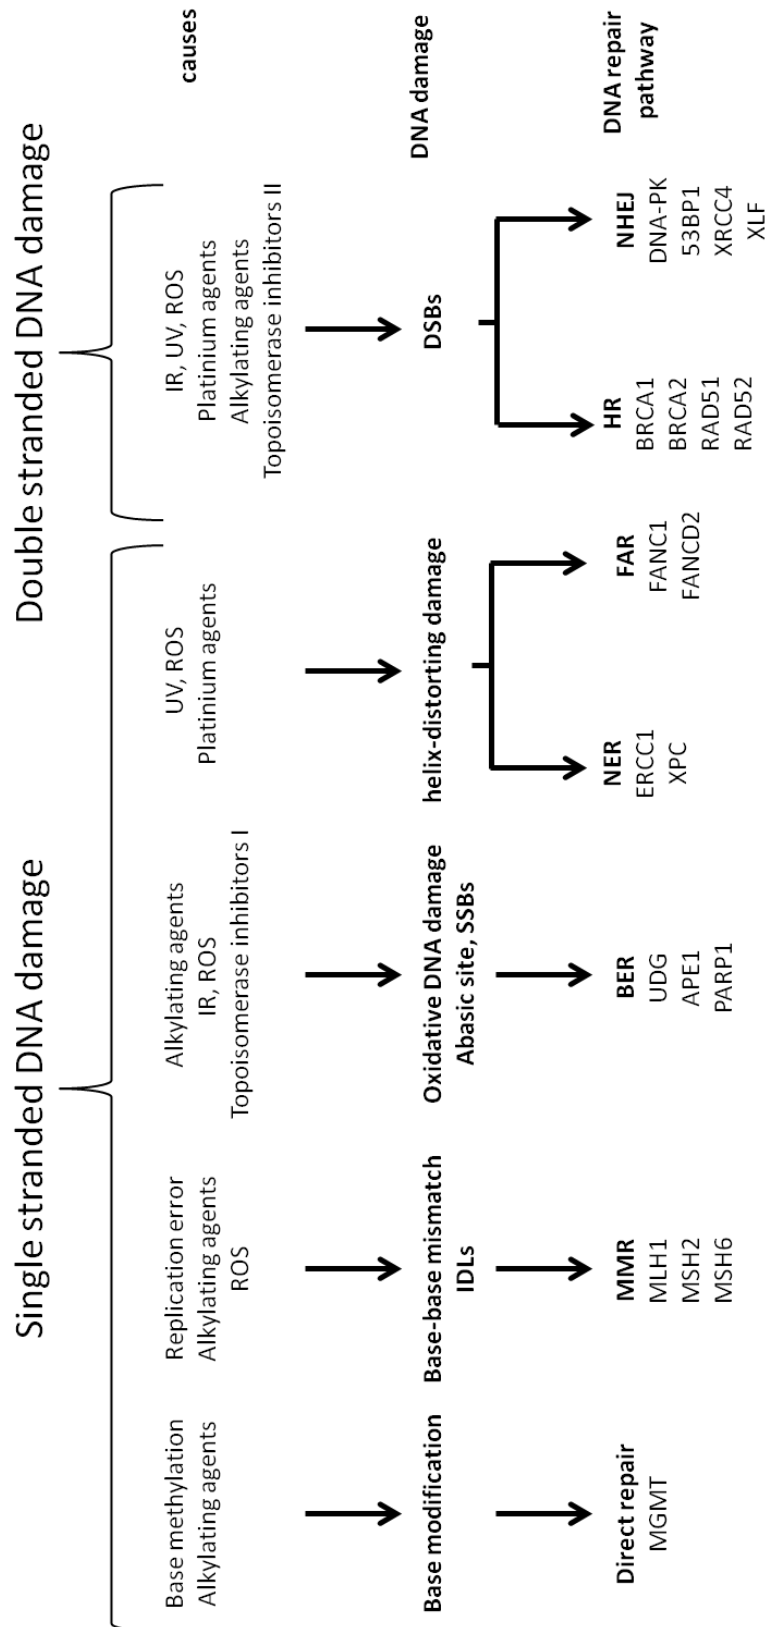 Single stranded DNA damage
Double stranded DNA damage
Base methylation
Alkylating agents
Replication error
Alkylating agents
ROS
Alkylating agents
IR, ROS
Topoisomerase inhibitors I
UV, ROS
Platinium agents
IR, UV, ROS
Platinium agents
Alkylating agents
Topoisomerase inhibitors II
causes
Base modification
Base-base mismatch
IDLs
Oxidative DNA damage
Abasic site, SSBs
helix-distorting damage
DSBs
DNA damage
Direct repair
MGMT
MMR
MLH1
MSH2
MSH6
BER
UDG
APE1
PARP1
NER
ERCC1
XPC
FAR
FANC1
FANCD2
HR
BRCA1
BRCA2
RAD51
RAD52
NHEJ
DNA-PK
53BP1
XRCC4
XLF
DNA repair
pathway